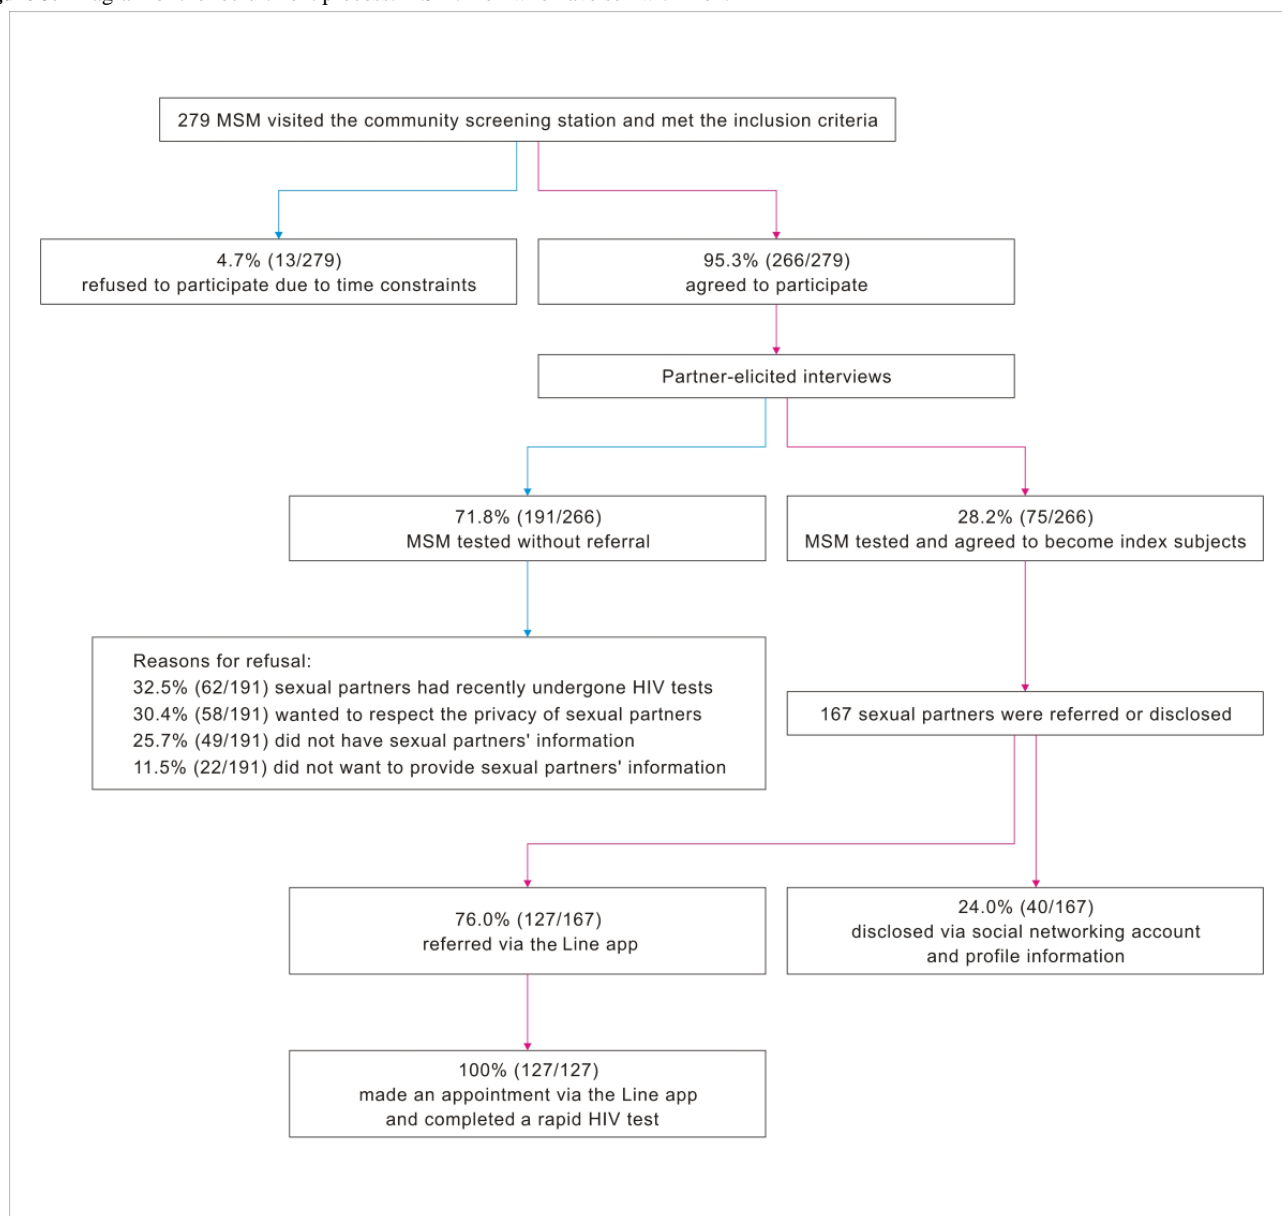 279 MSM visited the community screening station and met the inclusion criteria
4.7% (13/279)
refused to participate due to time constraints
95.3% (266/279)
agreed to participate
Partner-elicited interviews
71.8% (191/266)
MSM tested without referral
28.2% (75/266)
MSM tested and agreed to become index subjects
Reasons for refusal:
32.5% (62/191) sexual partners had recently undergone HIV tests
30.4% (58/191) wanted to respect the privacy of sexual partners
25.7% (49/191) did not have sexual partners' information
11.5% (22/191) did not want to provide sexual partners' information
167 sexual partners were referred or disclosed
76.0% (127/167)
referred via the Line app
24.0% (40/167)
disclosed via social networking account
and profile information
100% (127/127)
made an appointment via the Line app
and completed a rapid HIV test